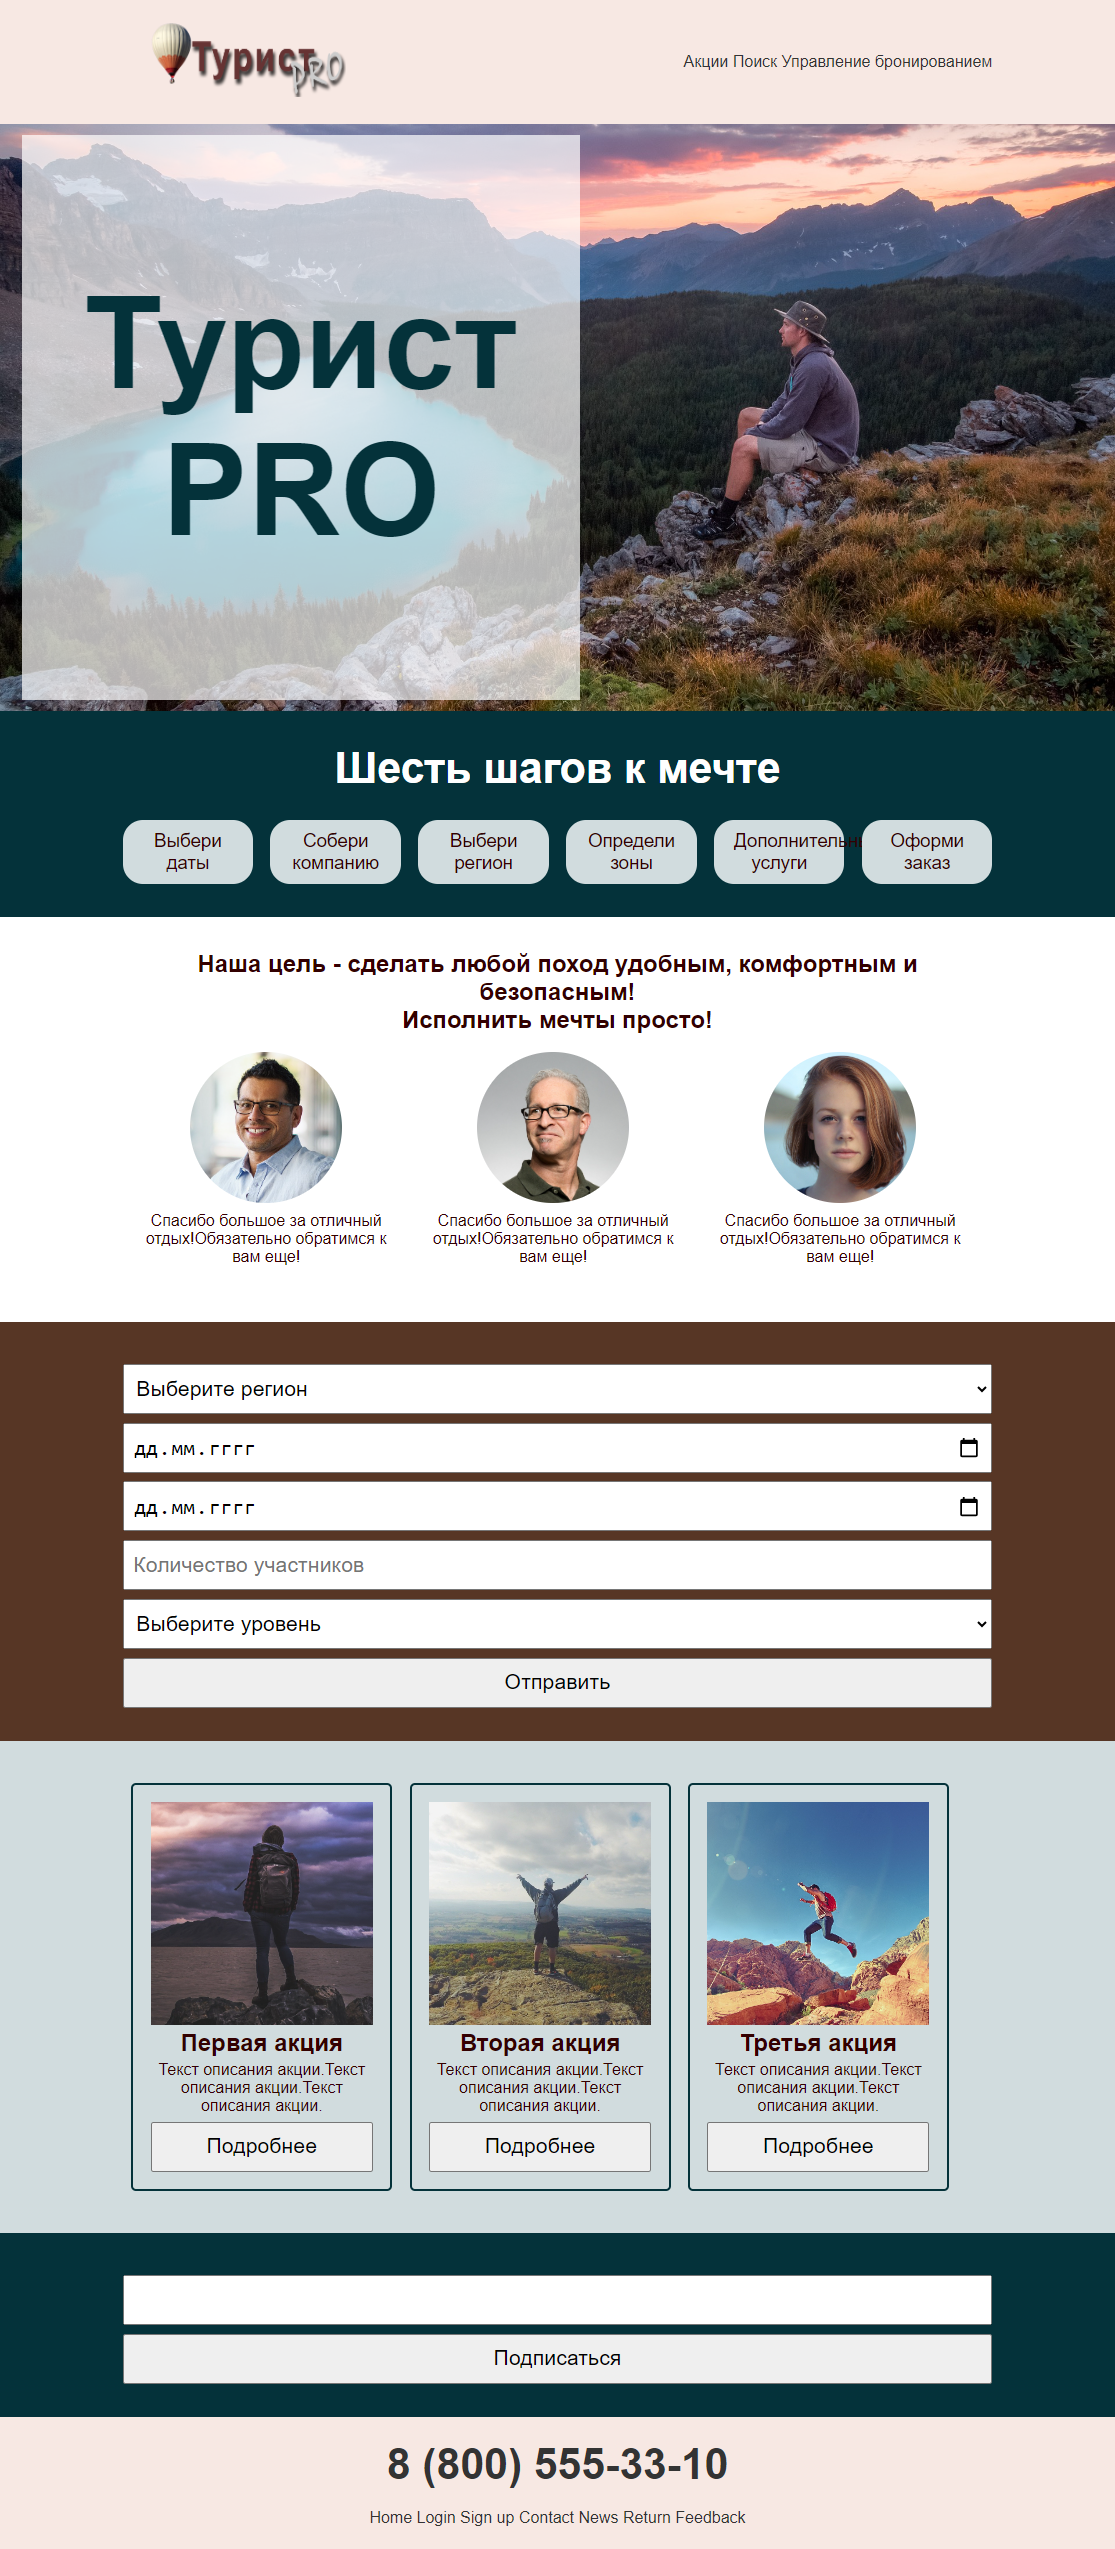 Турист PRO
Акции Поиск Управление бронированием
Турист
PRO
Шесть шагов к мечте
Выбери
даты
Собери
компанию
Выбери
регион
Определи
зоны
Дополнительны
услуги
Оформи
заказ
Наша цель - сделать любой поход удобным, комфортным и
безопасным!
Исполнить мечты просто!
Спасибо большое за отличный
отдых!Обязательно обратимся к
вам еще!
Спасибо большое за отличный
отдых!Обязательно обратимся к
вам еще!
Спасибо большое за отличный
отдых!Обязательно обратимся к
вам еще!
Выберите регион
дд.мм.гггг
дд.мм.гггг
Количество участников
Выберите уровень
Отправить
Первая акция
Текст описания акции.Текст
описания акции.Текст
описания акции.
Подробнее
Вторая акция
Текст описания акции.Текст
описания акции.Текст
описания акции.
Подробнее
Третья акция
Текст описания акции.Текст
описания акции.Текст
описания акции.
Подробнее
Подписаться
8 (800) 555-33-10
Home Login Sign up Contact News Return Feedback